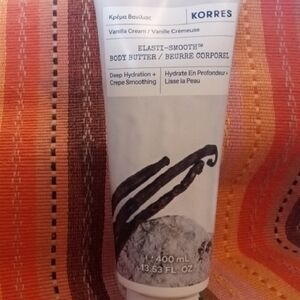 Κρέμα Βανίλιας
KORRES
Vanilla Cream / Vanille Crémeuse
ELASTI-SMOOTH™
BODY BUTTER / BEURRE CORPOREL
Deep Hydration +
Crepe Smoothing
Hydrate En Profondeur +
Lisse la Peau
400 mL
13.53 FL. OZ